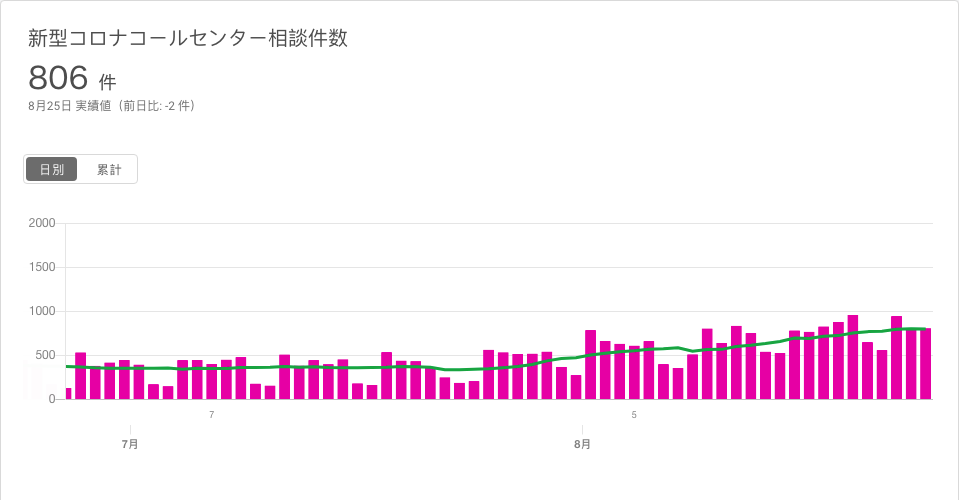 新型コロナコールセンター相談件数
806 件
8月25日 実績値（前日比: -2 件）
日別 累計
2000
1500
1000
500
0
7 5
7月 8月